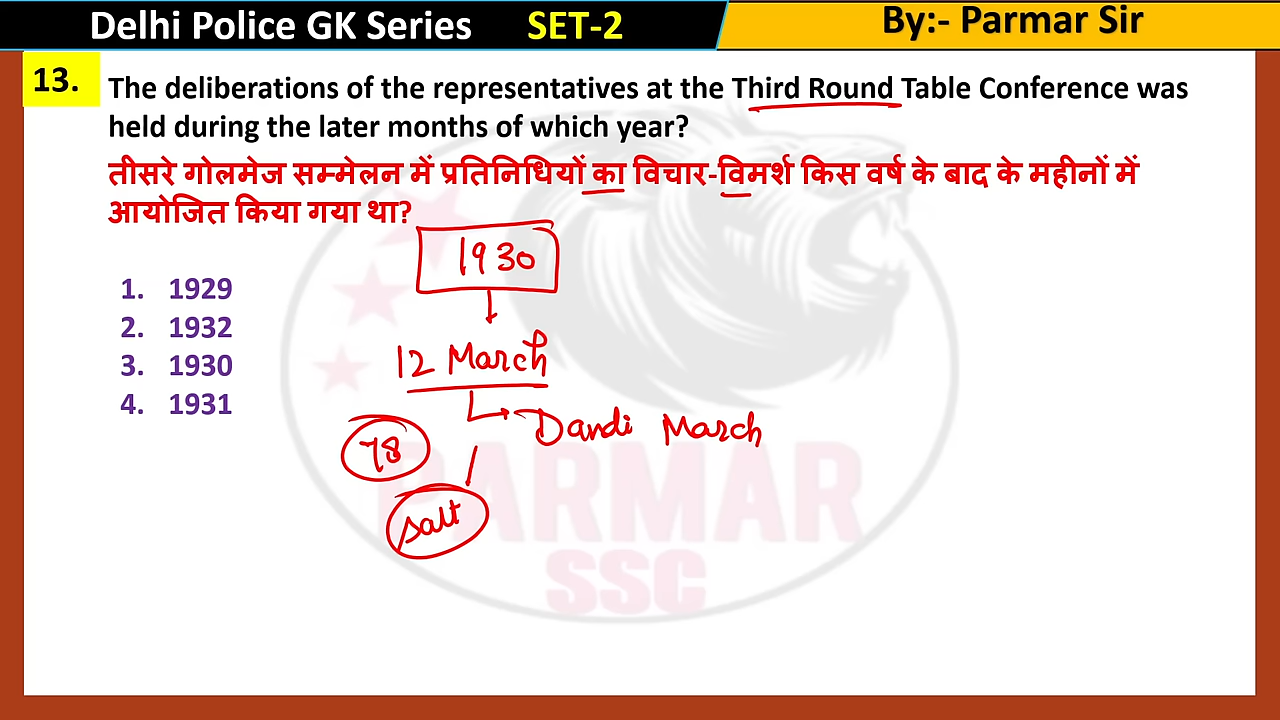 Delhi Police GK Series SET-2 By:- Parmar Sir
13. The deliberations of the representatives at the Third Round Table Conference was
held during the later months of which year?
तीसरे गोलमेज सम्मेलन में प्रतिनिधियों का विचार-विमर्श किस वर्ष के बाद के महीनों में
आयोजित किया गया था?
1930
1. 1929
2. 1932
12 March
3. 1930
4. 1931
Dandi March
78
salt
PARMAR
SSC